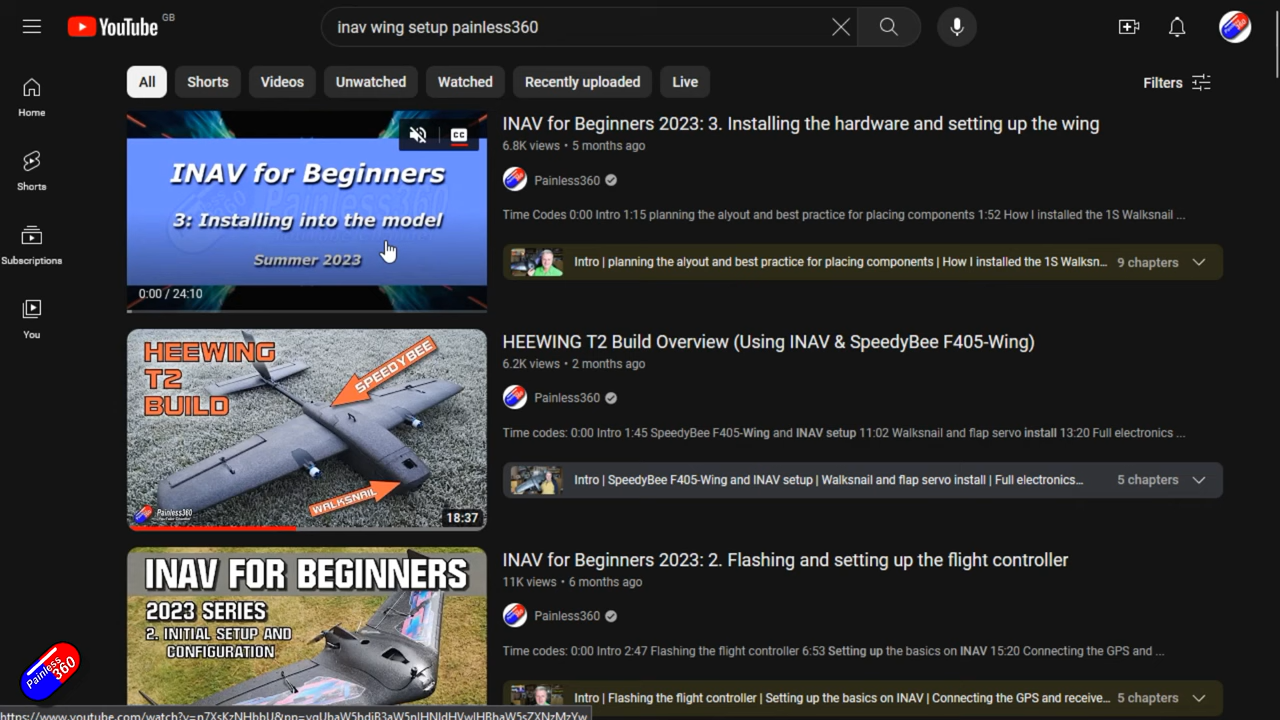 YouTube GB
inav wing setup painless360
All
Shorts
Videos
Unwatched
Watched
Recently uploaded
Live
Filters
Home
Shorts
Subscriptions
You
CC
INAV for Beginners
3: Installing into the model
Summer 2023
0:00 / 24:10
INAV for Beginners 2023: 3. Installing the hardware and setting up the wing
6.8K views • 5 months ago
Painless360
Time Codes 0:00 Intro 1:15 planning the alyout and best practice for placing components 1:52 How I installed the 1S Walksnail ...
Intro | planning the alyout and best practice for placing components | How I installed the 1S Walksn...
9 chapters
HEEWING
T2
BUILD
SPEEDYBEE
WALKSNAIL
Painless360
18:37
HEEWING T2 Build Overview (Using INAV & SpeedyBee F405-Wing)
6.2K views • 2 months ago
Painless360
Time codes: 0:00 Intro 1:45 SpeedyBee F405-Wing and INAV setup 11:02 Walksnail and flap servo install 13:20 Full electronics ...
Intro | SpeedyBee F405-Wing and INAV setup | Walksnail and flap servo install | Full electronics...
5 chapters
INAV FOR BEGINNERS
2023 SERIES
2. INITIAL SETUP AND
CONFIGURATION
INAV for Beginners 2023: 2. Flashing and setting up the flight controller
11K views • 6 months ago
Painless360
Time codes: 0:00 Intro 2:47 Flashing the flight controller 6:53 Setting up the basics on INAV 15:20 Connecting the GPS and ...
Intro | Flashing the flight controller | Setting up the basics on INAV | Connecting the GPS and receive...
5 chapters
Painless
360